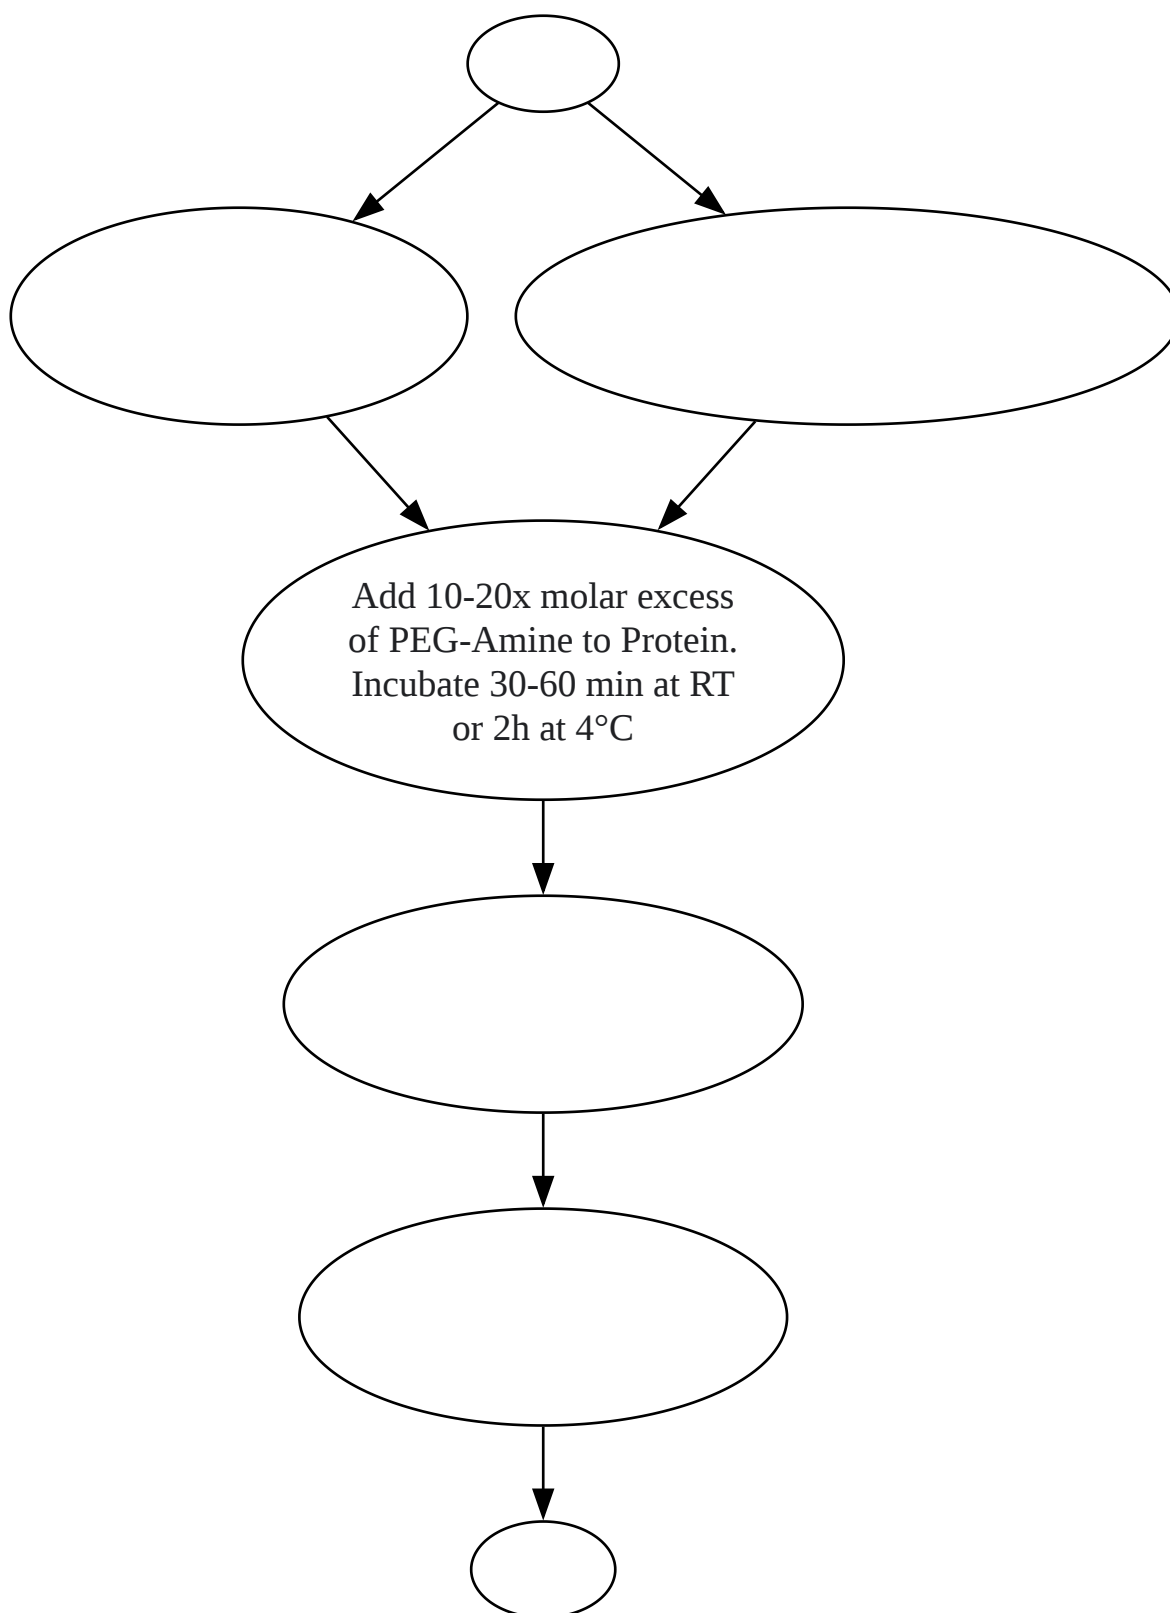 Add 10-20x molar excess
of PEG-Amine to Protein.
Incubate 30-60 min at RT
or 2h at 4°C